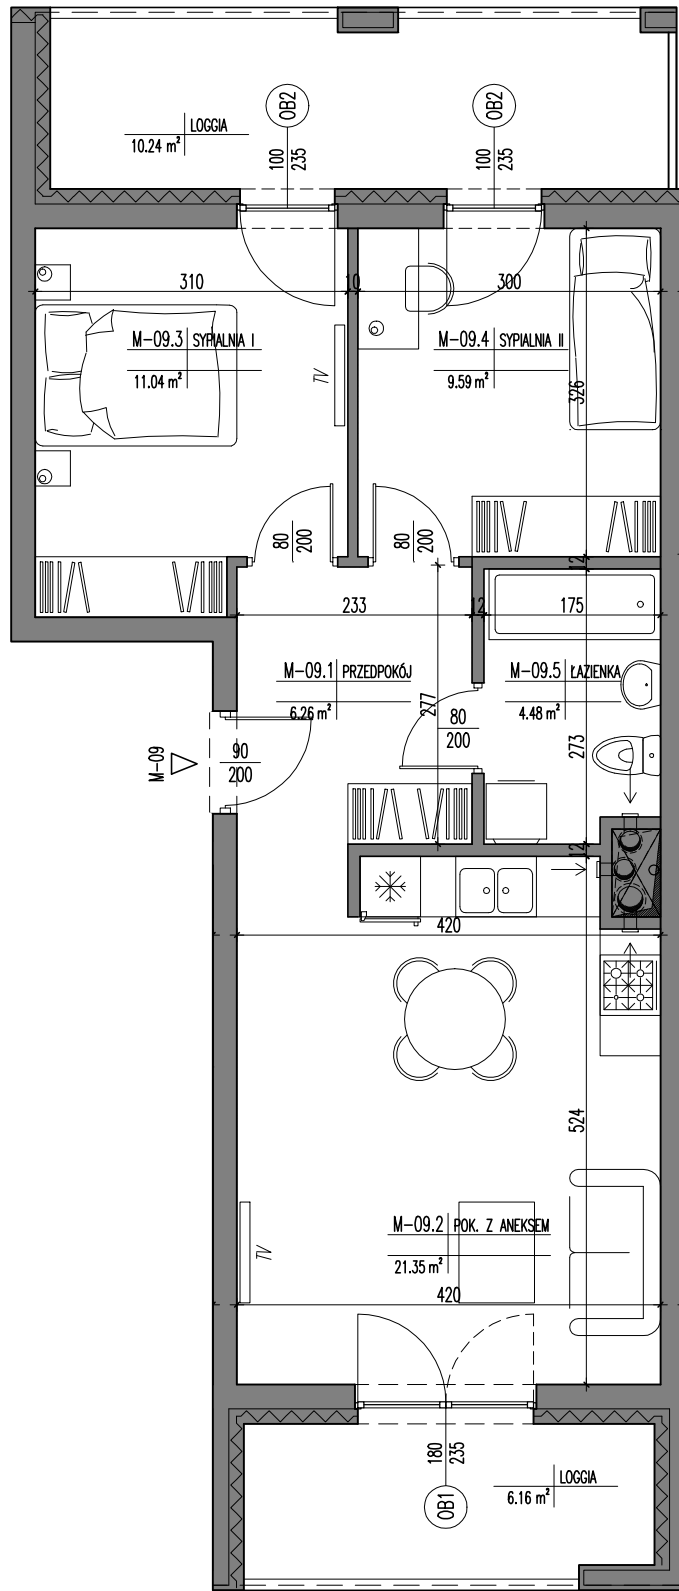 OB2
OB2
LOGGIA
10.24 m²
100
235
100
235
310
10
300
M-09.3 SYPIALNIA I
11.04 m²
TV
M-09.4 SYPIALNIA II
9.59 m²
326
80
200
80
200
12
233
12
175
M-09.1 PRZEDPOKÓJ
6.26 m²
277
M-09.5 ŁAZIENKA
4.48 m²
80
200
273
M-09
90
200
12
420
524
M-09.2 POK. Z ANEKSEM
21.35 m²
TV
420
180
235
LOGGIA
6.16 m²
OB1